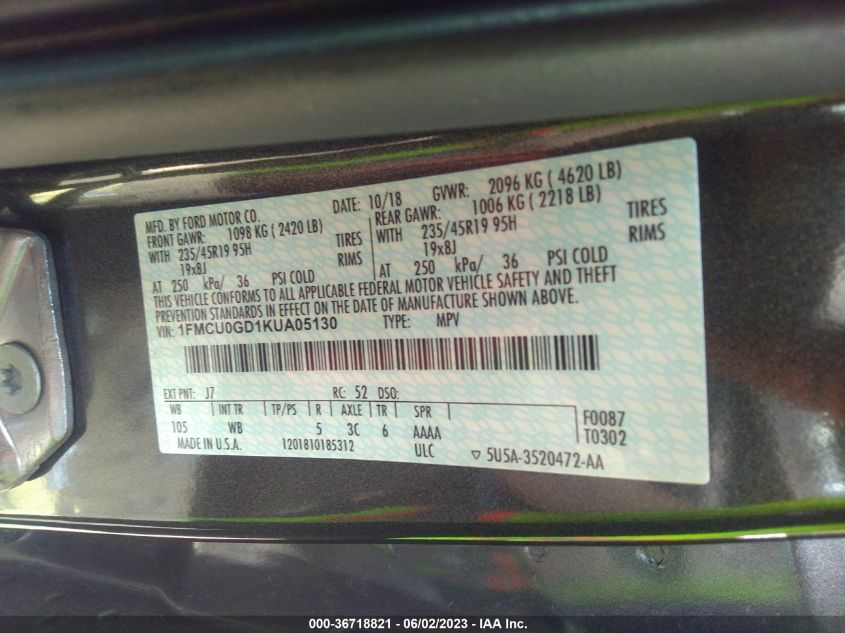 MFD. BY FORD MOTOR CO. DATE: 10/18 GVWR: 2096 KG ( 4620 LB)
FRONT GAWR: 1098 KG ( 2420 LB) REAR GAWR: 1006 KG ( 2218 LB)
WITH 235/45R19 95H TIRES WITH 235/45R19 95H TIRES
19x8J RIMS 19x8J RIMS
AT 250 kPa/ 36 PSI COLD AT 250 kPa/ 36 PSI COLD
THIS VEHICLE CONFORMS TO ALL APPLICABLE FEDERAL MOTOR VEHICLE SAFETY AND THEFT
PREVENTION STANDARDS IN EFFECT ON THE DATE OF MANUFACTURE SHOWN ABOVE.
VIN: 1FMCU0GD1KUA05130 TYPE: MPV
EXT PNT: J7 RC: 52 DSO:
WB INT TR TP/PS R AXLE TR SPR F0087
105 WB 5 3C 6 AAAA T0302
MADE IN U.S.A. 1201810185312 ULC ▽ 5U5A-3520472-AA
000-36718821 / 06/02/2023 - IAA Inc.